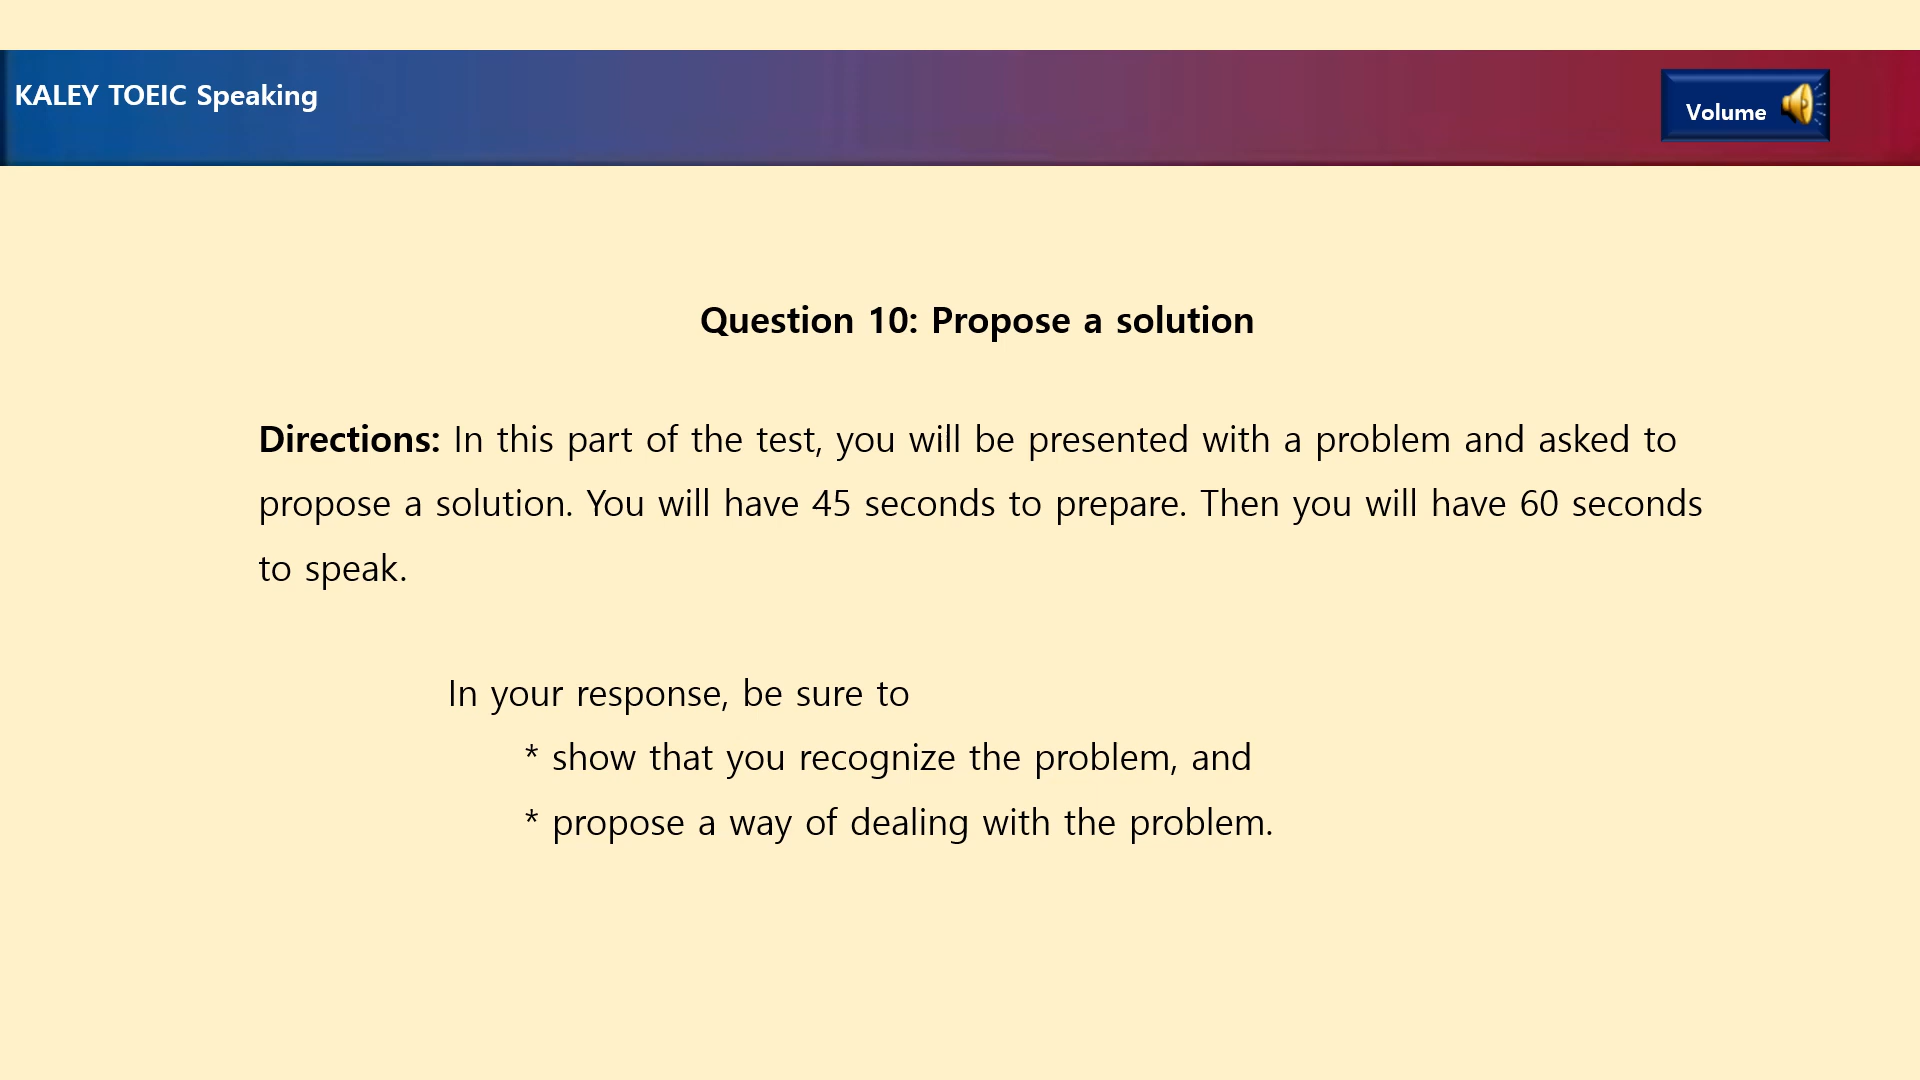 KALEY TOEIC Speaking
Volume
Question 10: Propose a solution
Directions: In this part of the test, you will be presented with a problem and asked to
propose a solution. You will have 45 seconds to prepare. Then you will have 60 seconds
to speak.
In your response, be sure to
* show that you recognize the problem, and
* propose a way of dealing with the problem.